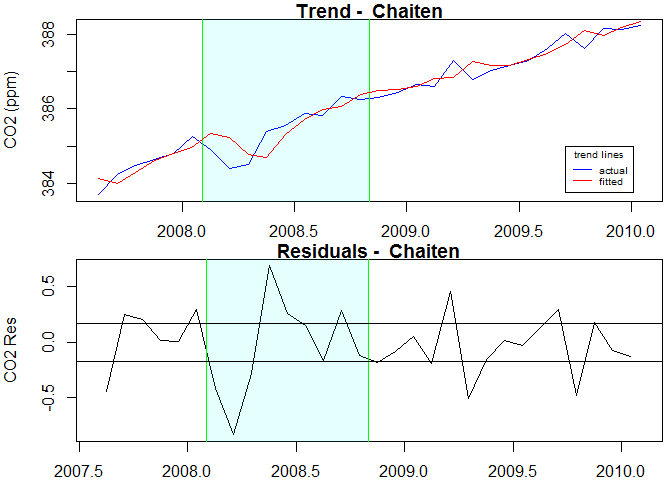 Trend - Chaiten
CO2 (ppm)
388
386
384
trend lines
actual
fitted
2008.0 2008.5 2009.0 2009.5 2010.0
Residuals - Chaiten
CO2 Res
0.5
0.0
-0.5
2007.5 2008.0 2008.5 2009.0 2009.5 2010.0